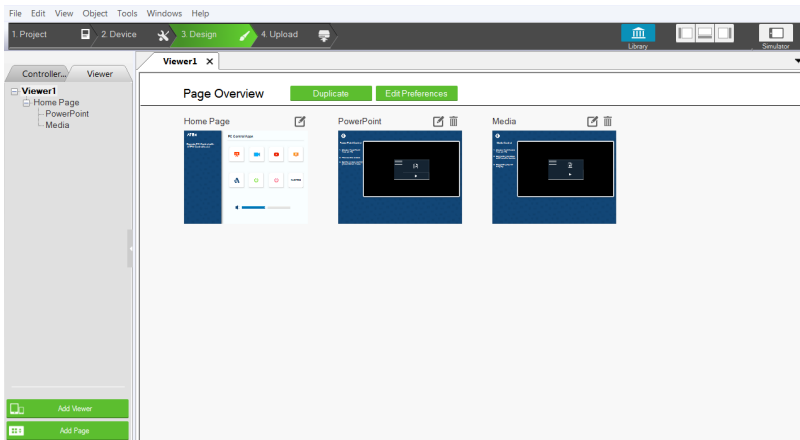 File Edit View Object Tools Windows Help
1. Project 2. Device 3. Design 4. Upload
Library
Simulator
Controller... Viewer
Viewer1
Viewer1
Home Page
PowerPoint
Media
Page Overview
Duplicate
Edit Preferences
Home Page
PowerPoint
Media
Add Viewer
Add Page